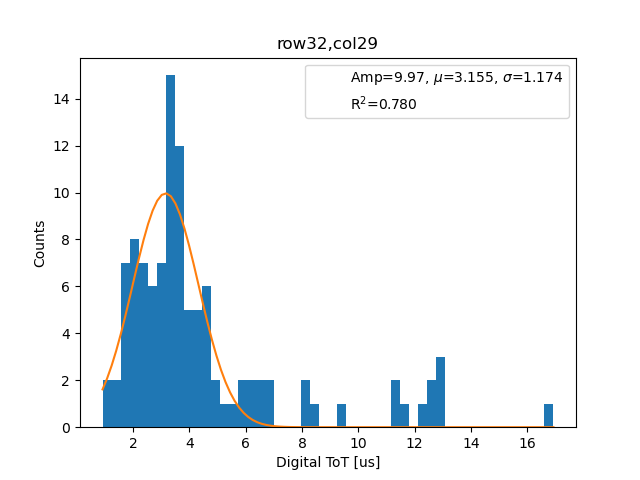 row32,col29
Amp=9.97, μ=3.155, σ=1.174
R²=0.780
Counts
14
12
10
8
6
4
2
0
2 4 6 8 10 12 14 16
Digital ToT [us]